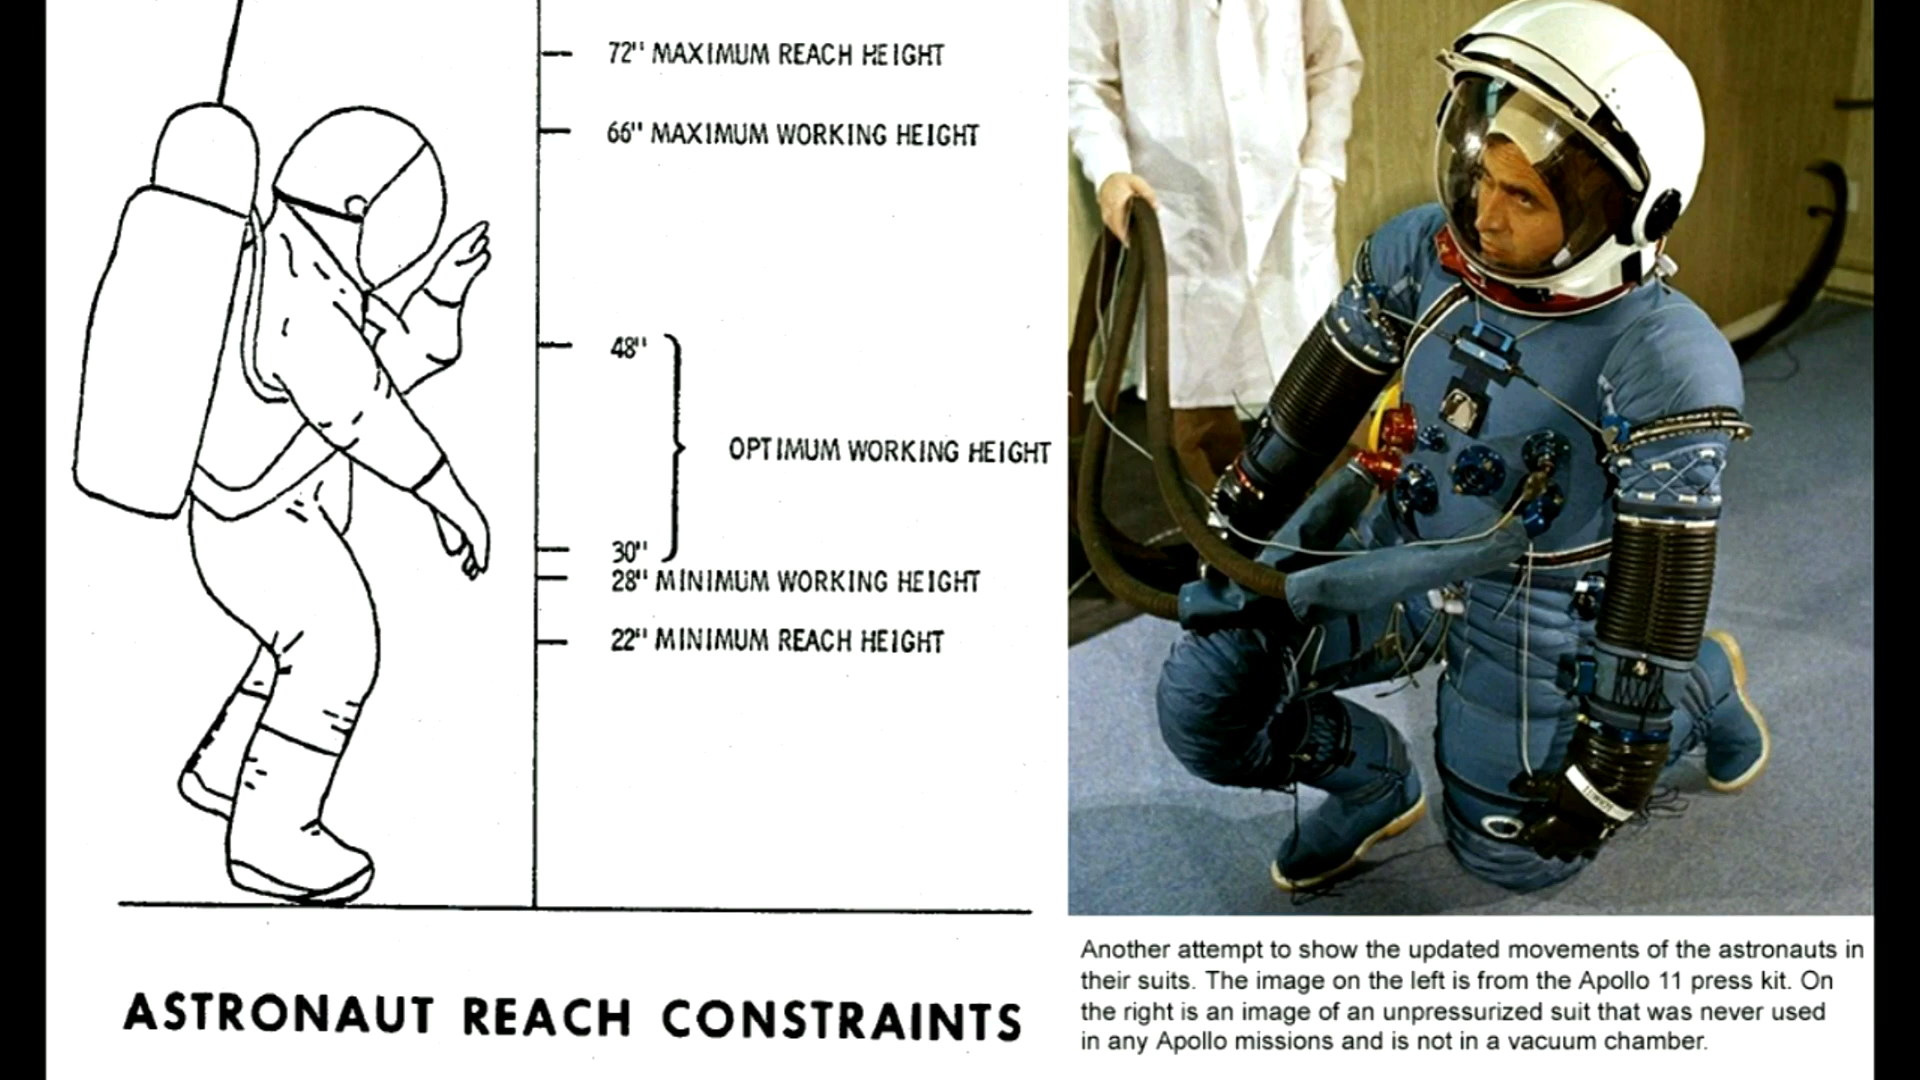 72" MAXIMUM REACH HEIGHT
66" MAXIMUM WORKING HEIGHT
48"
OPTIMUM WORKING HEIGHT
30"
28" MINIMUM WORKING HEIGHT
22" MINIMUM REACH HEIGHT
ASTRONAUT REACH CONSTRAINTS
Another attempt to show the updated movements of the astronauts in
their suits. The image on the left is from the Apollo 11 press kit. On
the right is an image of an unpressurized suit that was never used
in any Apollo missions and is not in a vacuum chamber.